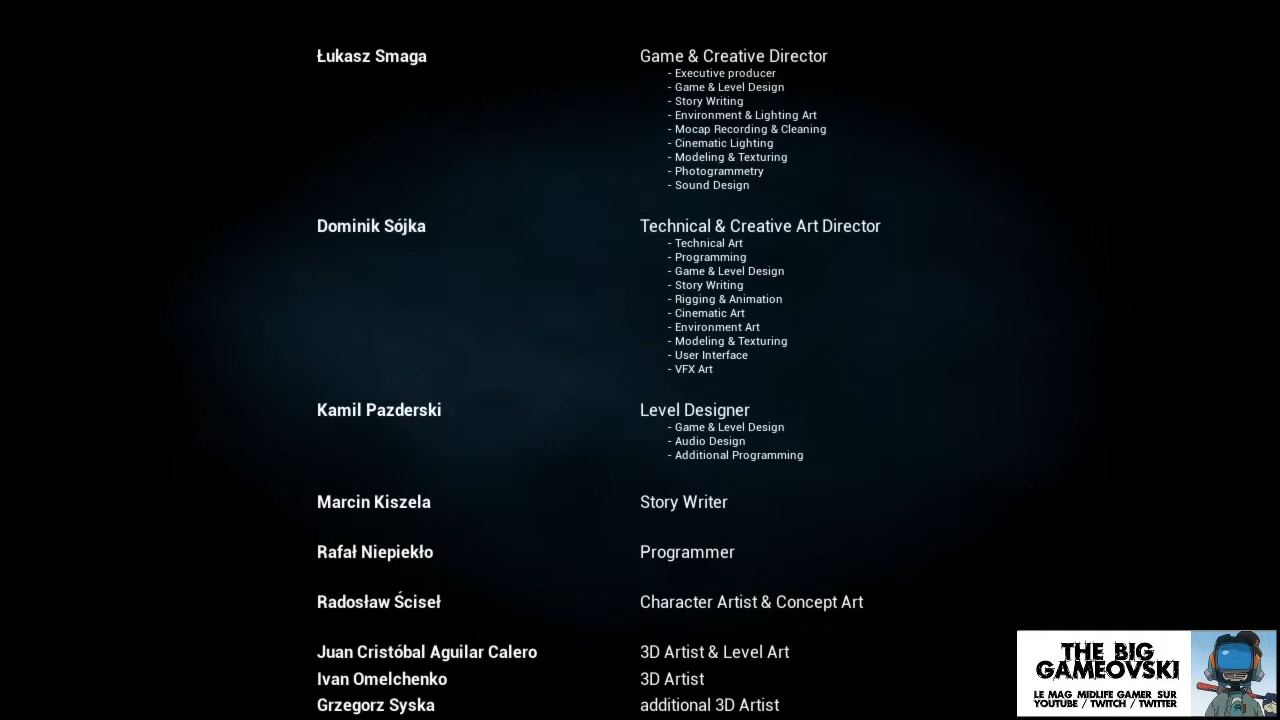 Łukasz Smaga Game & Creative Director
- Executive producer
- Game & Level Design
- Story Writing
- Environment & Lighting Art
- Mocap Recording & Cleaning
- Cinematic Lighting
- Modeling & Texturing
- Photogrammetry
- Sound Design
Dominik Sójka Technical & Creative Art Director
- Technical Art
- Programming
- Game & Level Design
- Story Writing
- Rigging & Animation
- Cinematic Art
- Environment Art
- Modeling & Texturing
- User Interface
- VFX Art
Kamil Pazderski Level Designer
- Game & Level Design
- Audio Design
- Additional Programming
Marcin Kiszela Story Writer
Rafał Niepiekło Programmer
Radosław Ściseł Character Artist & Concept Art
Juan Cristóbal Aguilar Calero 3D Artist & Level Art
Ivan Omelchenko 3D Artist
Grzegorz Syska additional 3D Artist
THE BIG
GAMEOVSKI
LE MAG MIDLIFE GAMER SUR
YOUTUBE / TWITCH / TWITTER